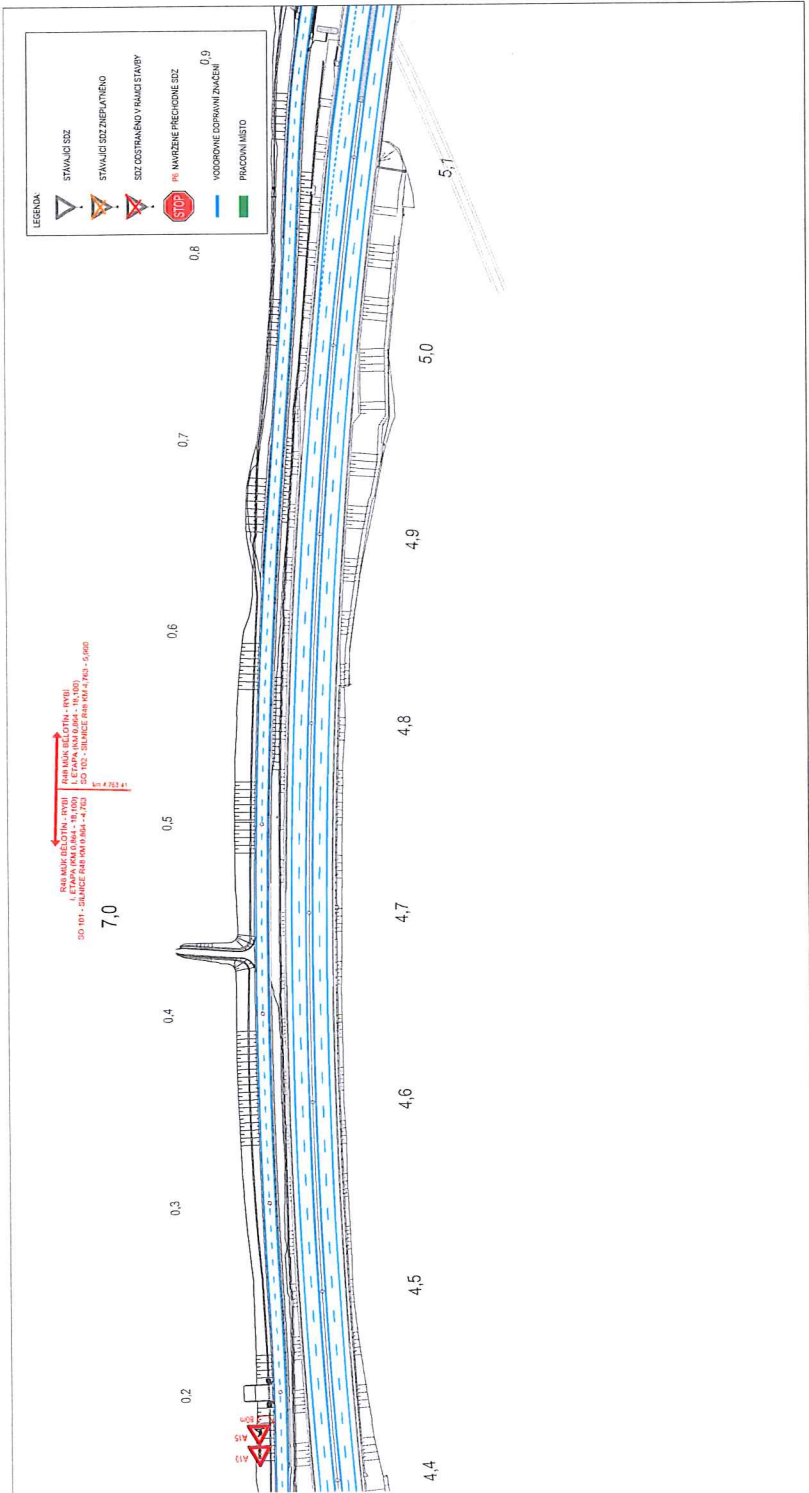 LEGENDA:
STÁVAJÍCÍ SDZ
STÁVAJÍCÍ SDZ ZNEPLATNĚNO
SDZ ODSTRANĚNO V RÁMCI STAVBY
STOP
P6 NAVRŽENÉ PŘECHODNÉ SDZ
VODOROVNÉ DOPRAVNÍ ZNAČENÍ
PRACOVNÍ MÍSTO
R48 MÚK BĚLOTÍN - RYBÍ
I. ETAPA (KM 0,864 - 18,100)
SO 101 - SILNICE R48 KM 0,864 - 4,763
R48 MÚK BĚLOTÍN - RYBÍ
I. ETAPA (KM 0,864 - 18,100)
SO 102 - SILNICE R48 KM 4,763 - 5,900
km 4.763 41
7,0
0,2
0,3
0,4
0,5
0,6
0,7
0,8
0,9
A15
80m
4,4
4,5
4,6
4,7
4,8
4,9
5,0
5,1